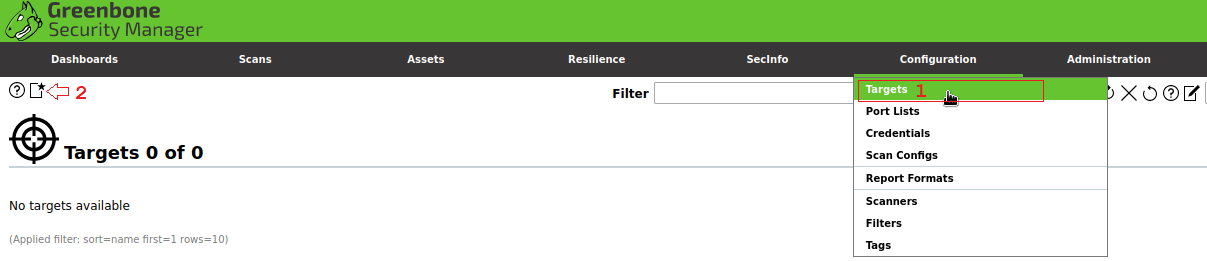 Greenbone
Security Manager
Dashboards Scans Assets Resilience SecInfo Configuration Administration
2 Filter
Targets 1
Port Lists
Credentials
Scan Configs
Report Formats
Scanners
Filters
Tags
Targets 0 of 0
No targets available
(Applied filter: sort=name first=1 rows=10)